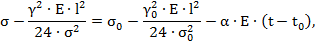 σ − γ² · E · l² / 24 · σ² = σ₀ − γ₀² · E · l² / 24 · σ₀² − α · E · (t − t₀),